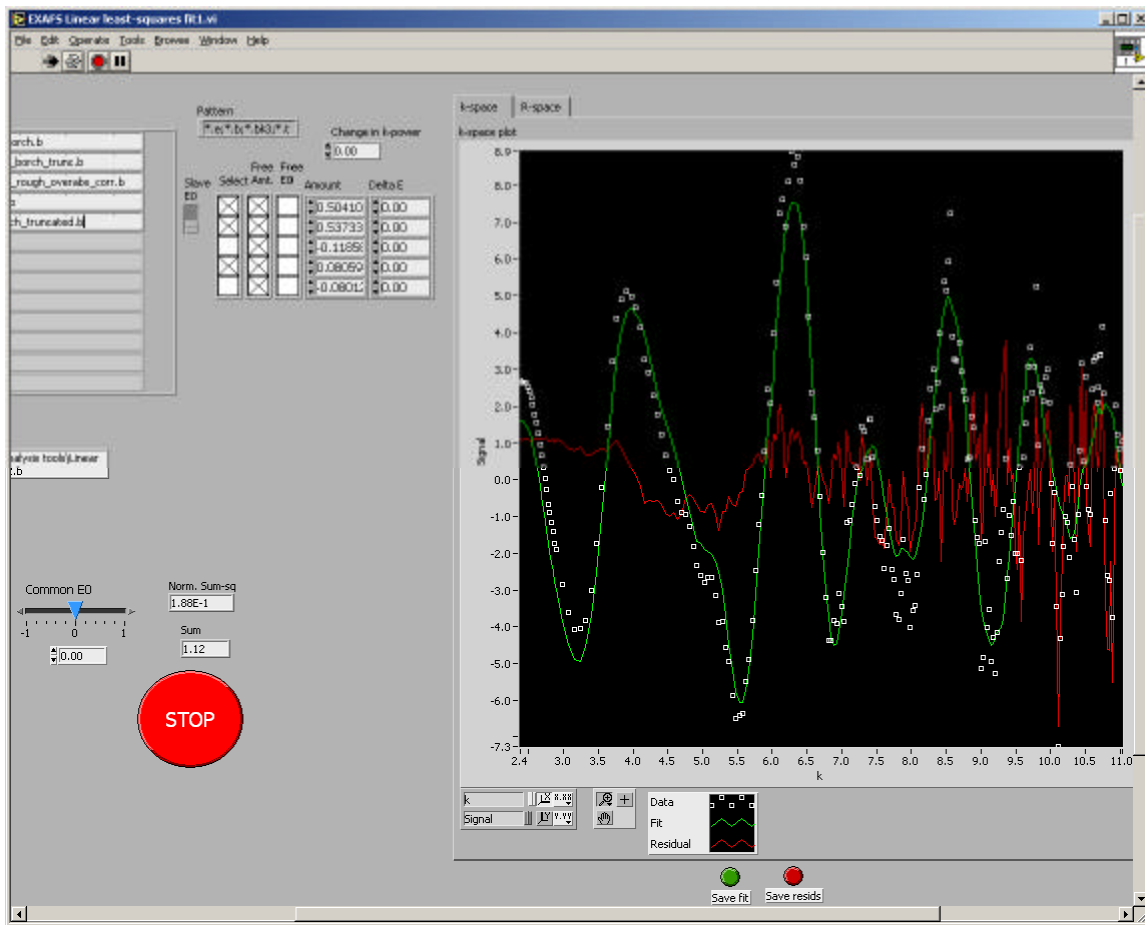 EXAFS Linear least-squares fit1.vi
File Edit Operate Tools Browse Window Help
k-space R-space
Pattern
Change in k-power
k-space plot
0.00
orch.b
_borch_trunc.b
_rough_overabs_corr.b
ch_truncated.b
Slave E0
Select
Free Amt.
Free E0
Amount
Delta E
0.50410 0.00
0.53733 0.00
-0.11858 0.00
0.08059 0.00
-0.0801 0.00
alysis tools\Linear
.b
Common E0
-1 0 1
0.00
Norm. Sum-sq
1.88E-1
Sum
1.12
STOP
Signal
8.9
8.0
7.0
6.0
5.0
4.0
3.0
2.0
1.0
0.0
-1.0
-2.0
-3.0
-4.0
-5.0
-6.0
-7.3
2.4 3.0 3.5 4.0 4.5 5.0 5.5 6.0 6.5 7.0 7.5 8.0 8.5 9.0 9.5 10.0 10.5 11.0
k
k
Signal
Data
Fit
Residual
Save fit
Save resids